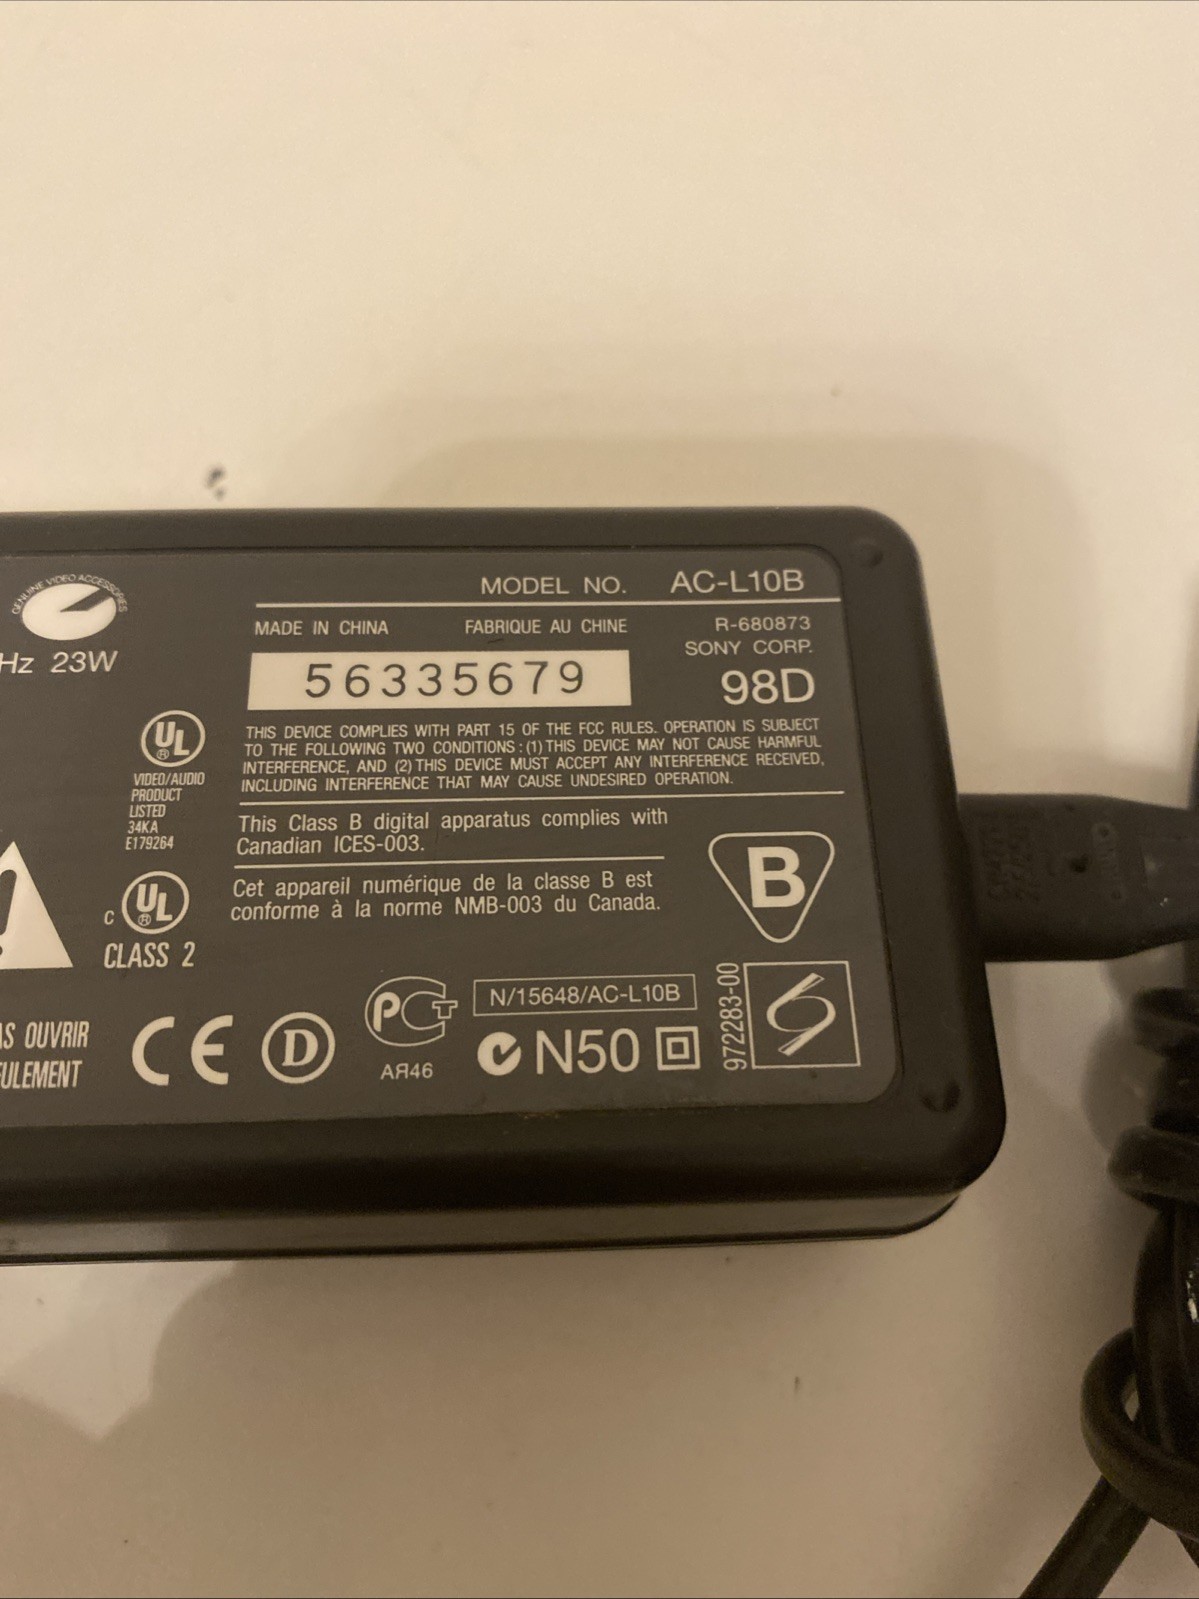 GENUINE VIDEO ACCESSORIES
MODEL NO. AC-L10B
MADE IN CHINA FABRIQUE AU CHINE
R-680873
SONY CORP.
Hz 23W
56335679
98D
THIS DEVICE COMPLIES WITH PART 15 OF THE FCC RULES. OPERATION IS SUBJECT
TO THE FOLLOWING TWO CONDITIONS: (1) THIS DEVICE MAY NOT CAUSE HARMFUL
INTERFERENCE, AND (2) THIS DEVICE MUST ACCEPT ANY INTERFERENCE RECEIVED,
INCLUDING INTERFERENCE THAT MAY CAUSE UNDESIRED OPERATION.
UL ®
VIDEO/AUDIO
PRODUCT
LISTED
34KA
E179264
This Class B digital apparatus complies with
Canadian ICES-003.
Cet appareil numérique de la classe B est
conforme à la norme NMB-003 du Canada.
B
C UL ®
CLASS 2
AS OUVRIR
EULEMENT
CE D
PCT
АЯ46
N/15648/AC-L10B
N50
972283-00